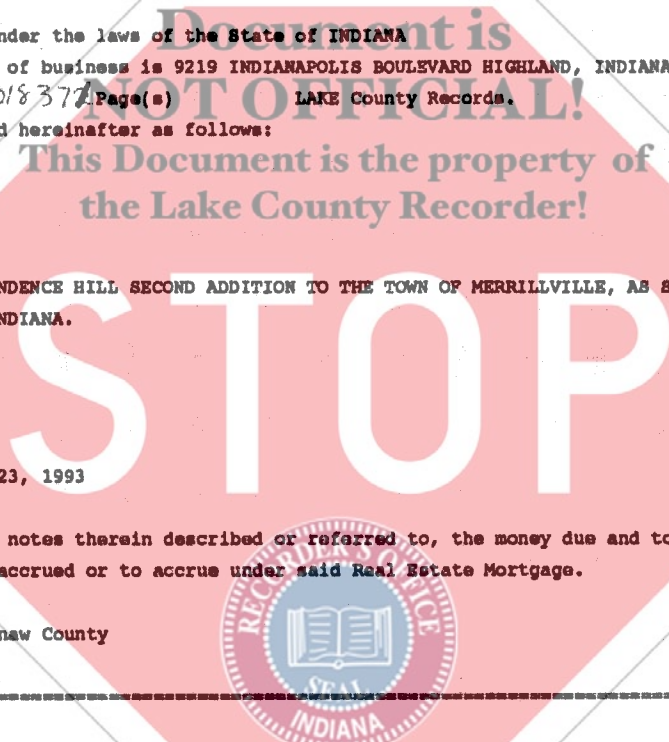 Document is
nder the laws of the State of INDIANA
of business is 9219 INDIANAPOLIS BOULEVARD HIGHLAND, INDIANA
NOT OFFICIAL!
Page(s) LAKE County Records.
d hereinafter as follows:
This Document is the property of
the Lake County Recorder!
NDENCE HILL SECOND ADDITION TO THE TOWN OF MERRILLVILLE, AS
NDIANA.
STOP
23, 1993
notes therein described or referred to, the money due and to
accrued or to accrue under said Real Estate Mortgage.
RECORDER'S OFFICE
naw County
SEAL
INDIANA